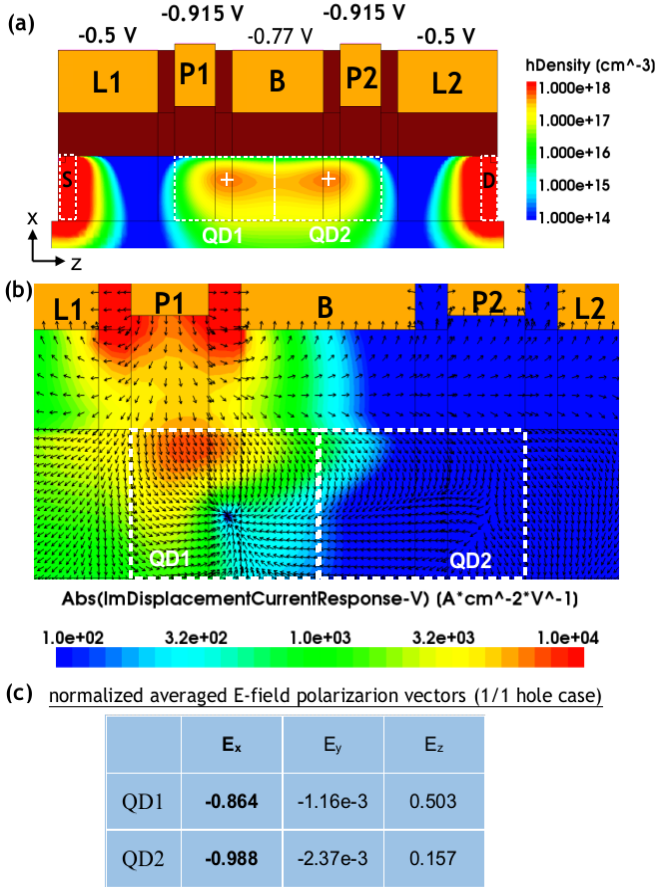 (a)
-0.915 V -0.915 V
-0.5 V -0.77 V -0.5 V
L1 P1 B P2 L2
hDensity (cm^-3)
1.000e+18
1.000e+17
1.000e+16
1.000e+15
1.000e+14
S D
QD1 QD2
X
Z
(b)
L1 P1 B P2 L2
QD1 QD2
Abs(ImDisplacementCurrentResponse-V) (A*cm^-2*V^-1)
1.0e+02 3.2e+02 1.0e+03 3.2e+03 1.0e+04
(c) normalized averaged E-field polarizarion vectors (1/1 hole case)
Ex Ey Ez
QD1 -0.864 -1.16e-3 0.503
QD2 -0.988 -2.37e-3 0.157